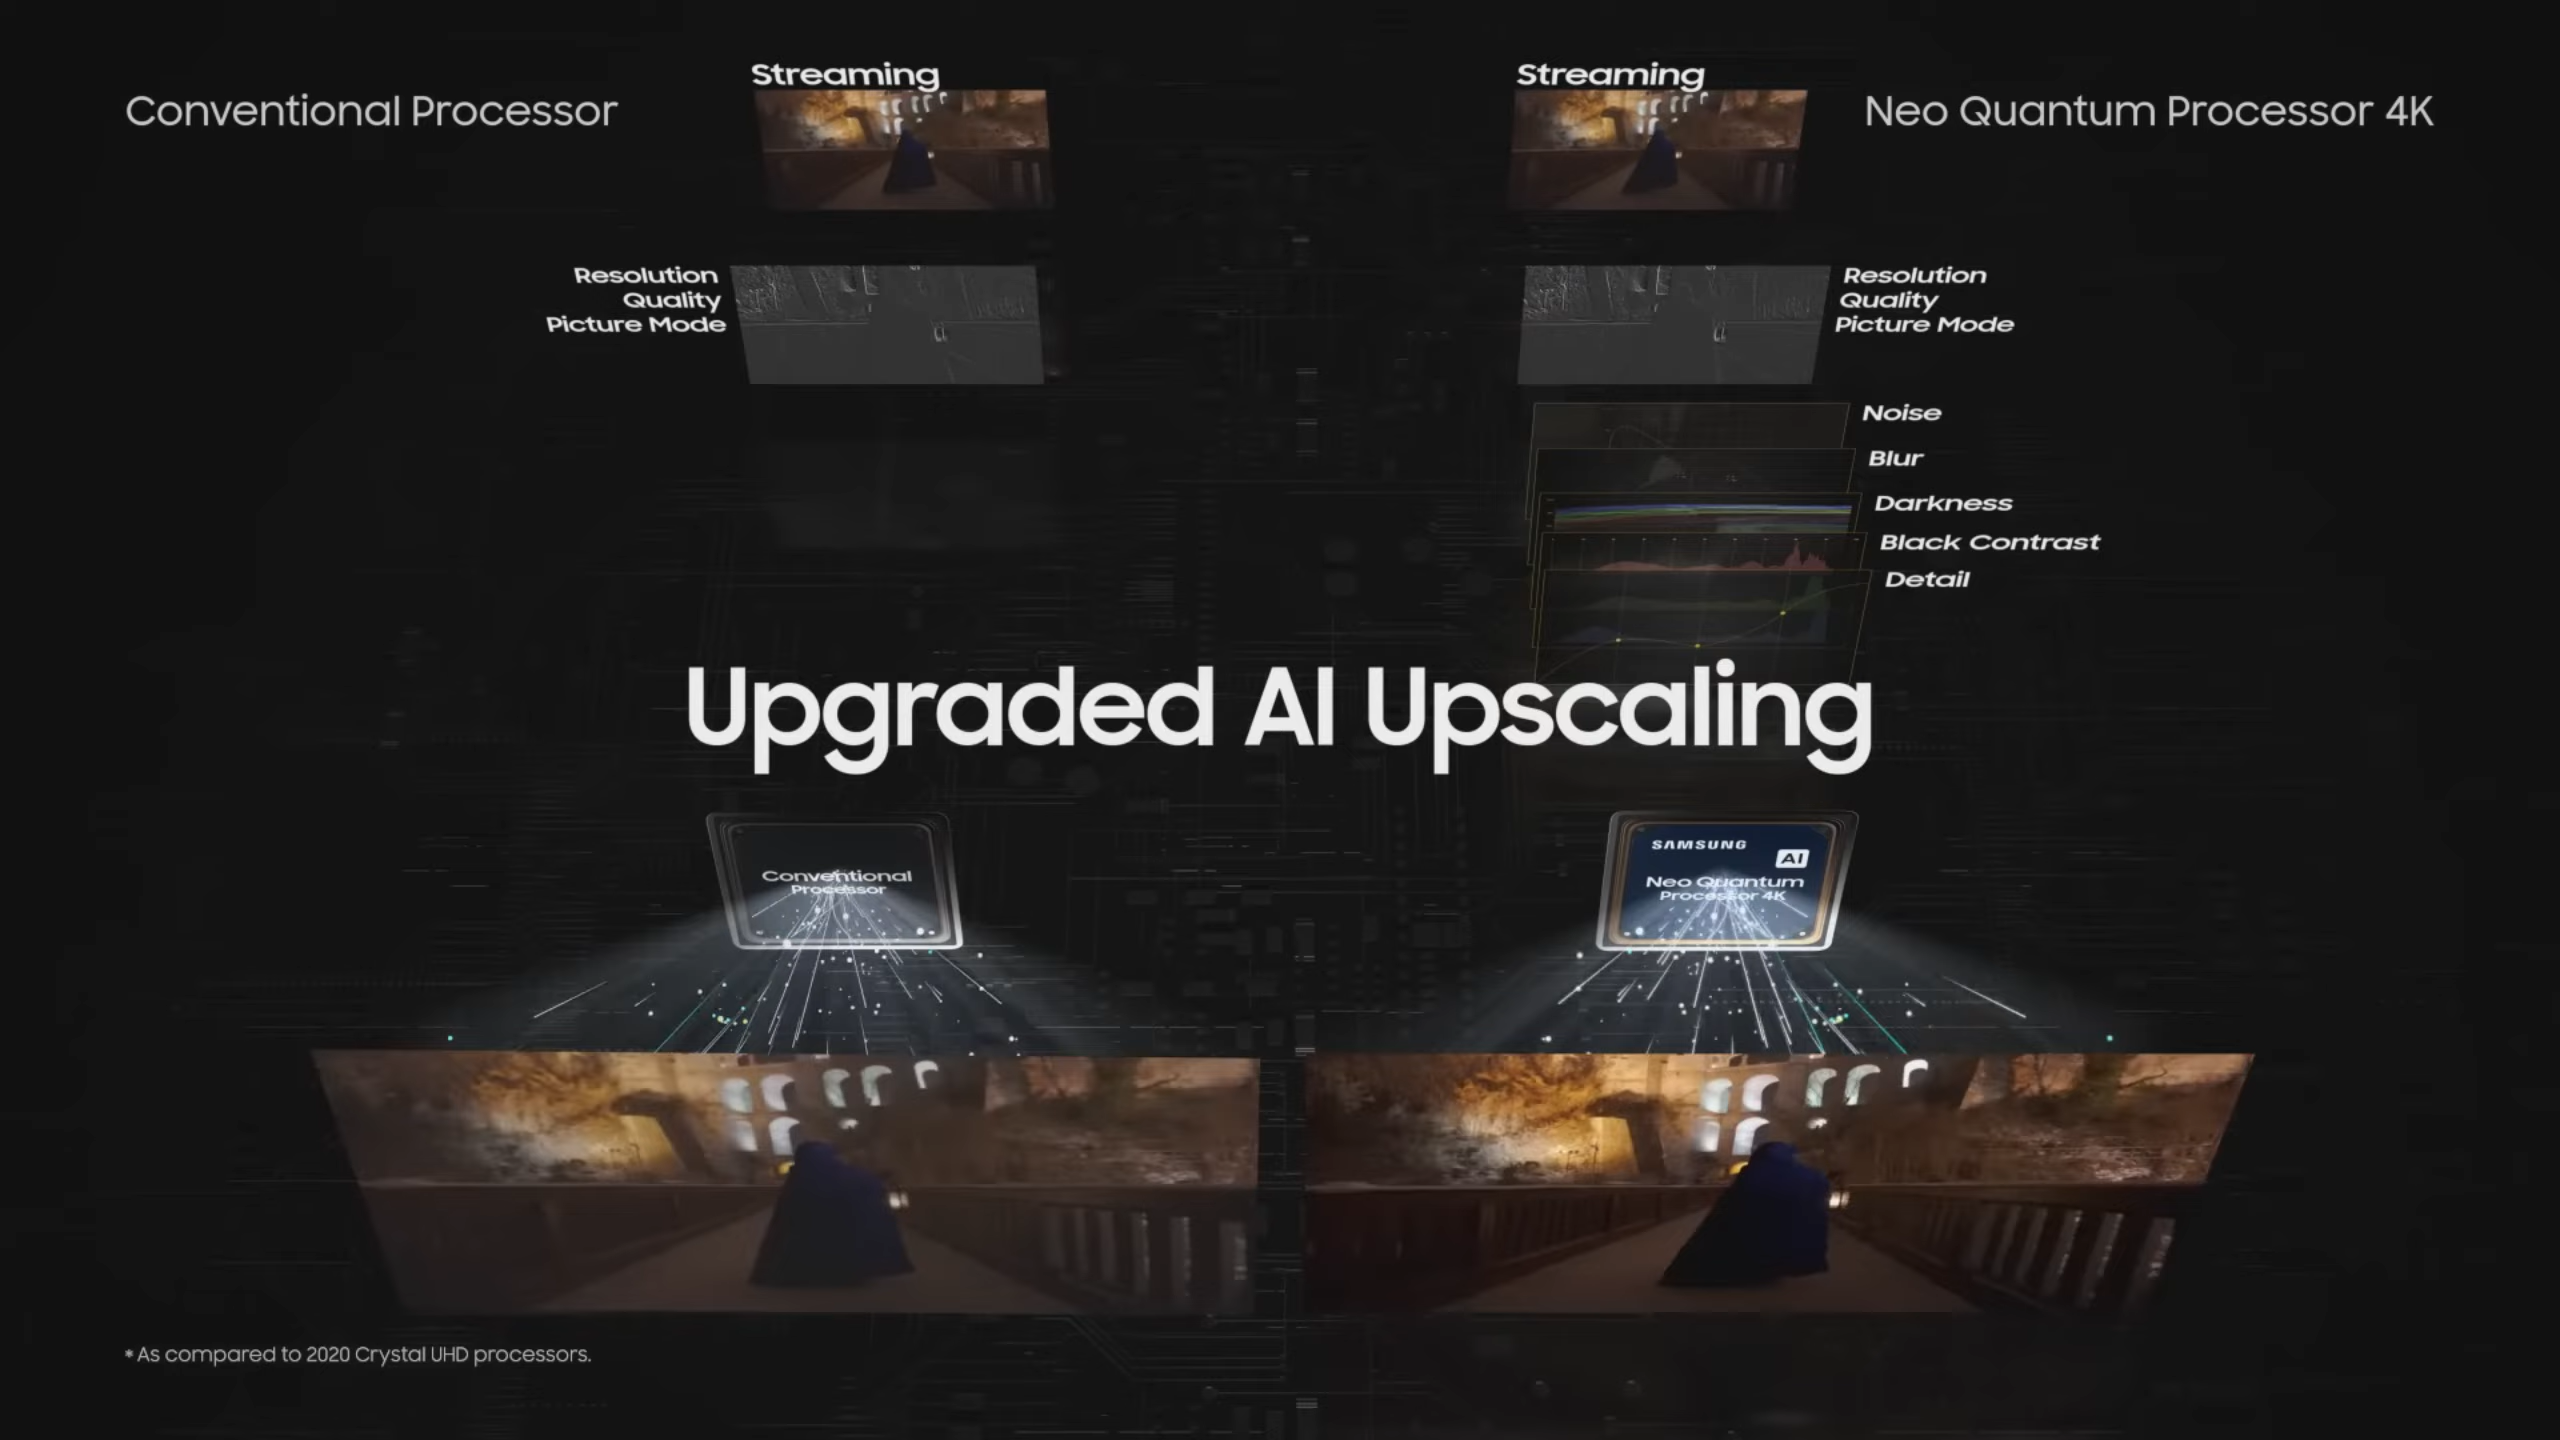 Streaming
Streaming
Conventional Processor
Neo Quantum Processor 4K
Resolution
Quality
Picture Mode
Resolution
Quality
Picture Mode
Noise
Blur
Darkness
Black Contrast
Detail
Upgraded AI Upscaling
Conventional
Processor
SAMSUNG
AI
Neo Quantum
Processor 4K
* As compared to 2020 Crystal UHD processors.